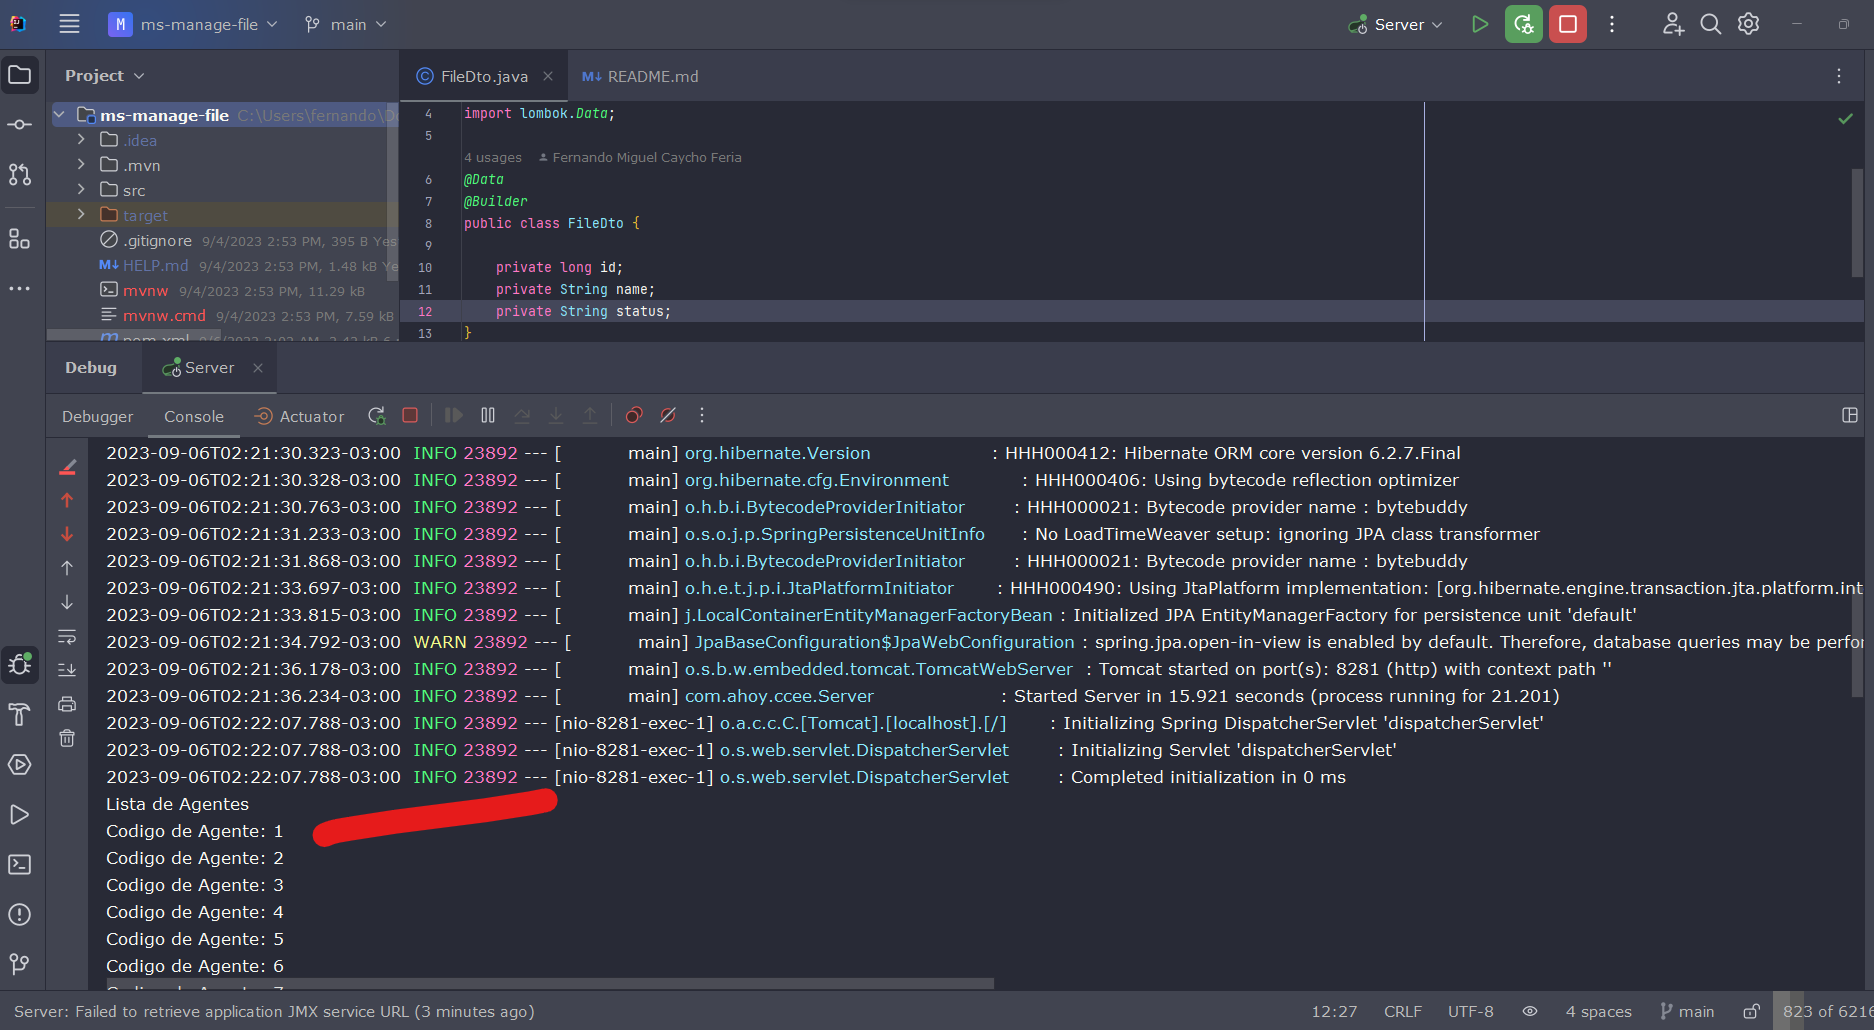 M ms-manage-file main Server
Project
FileDto.java M↓ README.md
ms-manage-file C:\Users\fernando\Do
.idea
.mvn
src
target
.gitignore 9/4/2023 2:53 PM, 395 B Yes
M↓ HELP.md 9/4/2023 2:53 PM, 1.48 kB Ye
mvnw 9/4/2023 2:53 PM, 11.29 kB
mvnw.cmd 9/4/2023 2:53 PM, 7.59 kB
4 import lombok.Data;
5
4 usages Fernando Miguel Caycho Feria
6 @Data
7 @Builder
8 public class FileDto {
9
10 private long id;
11 private String name;
12 private String status;
13 }
Debug Server
Debugger Console Actuator
2023-09-06T02:21:30.323-03:00 INFO 23892 --- [ main] org.hibernate.Version : HHH000412: Hibernate ORM core version 6.2.7.Final
2023-09-06T02:21:30.328-03:00 INFO 23892 --- [ main] org.hibernate.cfg.Environment : HHH000406: Using bytecode reflection optimizer
2023-09-06T02:21:30.763-03:00 INFO 23892 --- [ main] o.h.b.i.BytecodeProviderInitiator : HHH000021: Bytecode provider name : bytebuddy
2023-09-06T02:21:31.233-03:00 INFO 23892 --- [ main] o.s.o.j.p.SpringPersistenceUnitInfo : No LoadTimeWeaver setup: ignoring JPA class transformer
2023-09-06T02:21:31.868-03:00 INFO 23892 --- [ main] o.h.b.i.BytecodeProviderInitiator : HHH000021: Bytecode provider name : bytebuddy
2023-09-06T02:21:33.697-03:00 INFO 23892 --- [ main] o.h.e.t.j.p.i.JtaPlatformInitiator : HHH000490: Using JtaPlatform implementation: [org.hibernate.engine.transaction.jta.platform.int
2023-09-06T02:21:33.815-03:00 INFO 23892 --- [ main] j.LocalContainerEntityManagerFactoryBean : Initialized JPA EntityManagerFactory for persistence unit 'default'
2023-09-06T02:21:34.792-03:00 WARN 23892 --- [ main] JpaBaseConfiguration$JpaWebConfiguration : spring.jpa.open-in-view is enabled by default. Therefore, database queries may be perfor
2023-09-06T02:21:36.178-03:00 INFO 23892 --- [ main] o.s.b.w.embedded.tomcat.TomcatWebServer : Tomcat started on port(s): 8281 (http) with context path ''
2023-09-06T02:21:36.234-03:00 INFO 23892 --- [ main] com.ahoy.ccee.Server : Started Server in 15.921 seconds (process running for 21.201)
2023-09-06T02:22:07.788-03:00 INFO 23892 --- [nio-8281-exec-1] o.a.c.c.C.[Tomcat].[localhost].[/] : Initializing Spring DispatcherServlet 'dispatcherServlet'
2023-09-06T02:22:07.788-03:00 INFO 23892 --- [nio-8281-exec-1] o.s.web.servlet.DispatcherServlet : Initializing Servlet 'dispatcherServlet'
2023-09-06T02:22:07.788-03:00 INFO 23892 --- [nio-8281-exec-1] o.s.web.servlet.DispatcherServlet : Completed initialization in 0 ms
Lista de Agentes
Codigo de Agente: 1
Codigo de Agente: 2
Codigo de Agente: 3
Codigo de Agente: 4
Codigo de Agente: 5
Codigo de Agente: 6
Server: Failed to retrieve application JMX service URL (3 minutes ago) 12:27 CRLF UTF-8 4 spaces main 823 of 6216